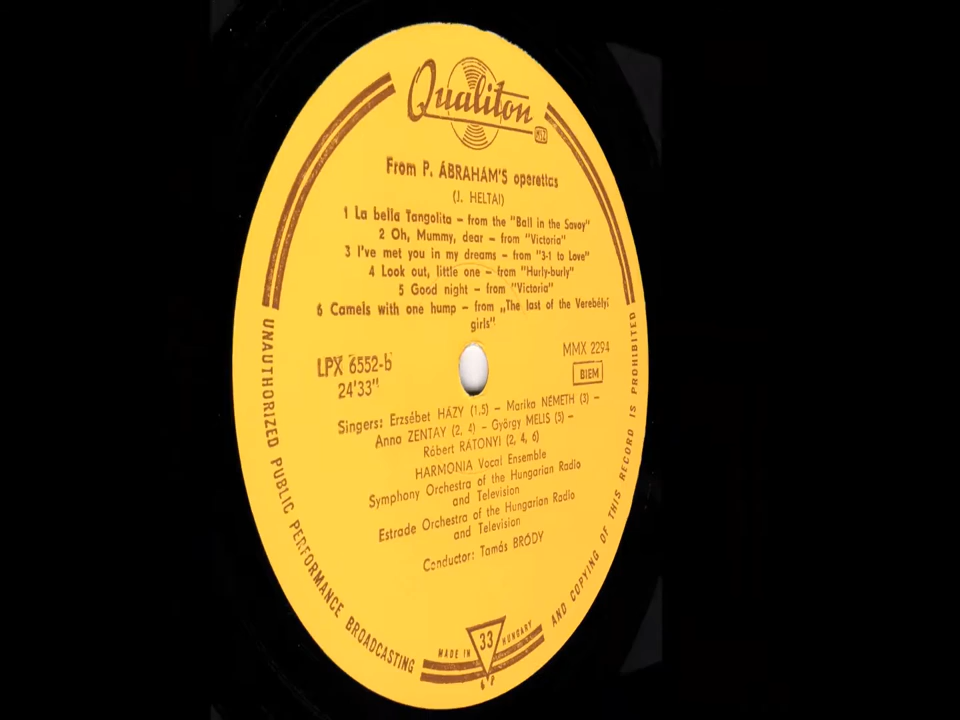 Qualiton
MHV
From P. ÁBRAHÁM'S operettas
(J. HELTAI)
1 La bella Tangolita – from the "Ball in the Savoy"
2 Oh, Mummy, dear – from "Victoria"
3 I've met you in my dreams – from "3-1 to Love"
4 Look out, little one – from "Hurly-burly"
5 Good night – from "Victoria"
6 Camels with one hump – from „The last of the Verebély:
girls"
LPX 6552-b
24'33"
MMX 2294
BIEM
Singers: Erzsébet HÁZY (1,5) – Marika NÉMETH (3) –
Anna ZENTAY (2, 4) – György MELIS (5) –
Róbert RÁTONYI (2, 4, 6)
HARMONIA Vocal Ensemble
Symphony Orchestra of the Hungarian Radio
and Television
Estrade Orchestra of the Hungarian Radio
and Television
Conductor: Tamás BRÓDY
MADE IN 33 HUNGARY
UNAUTHORIZED PUBLIC PERFORMANCE BROADCASTING AND COPYING OF THIS RECORD IS PROHIBITED